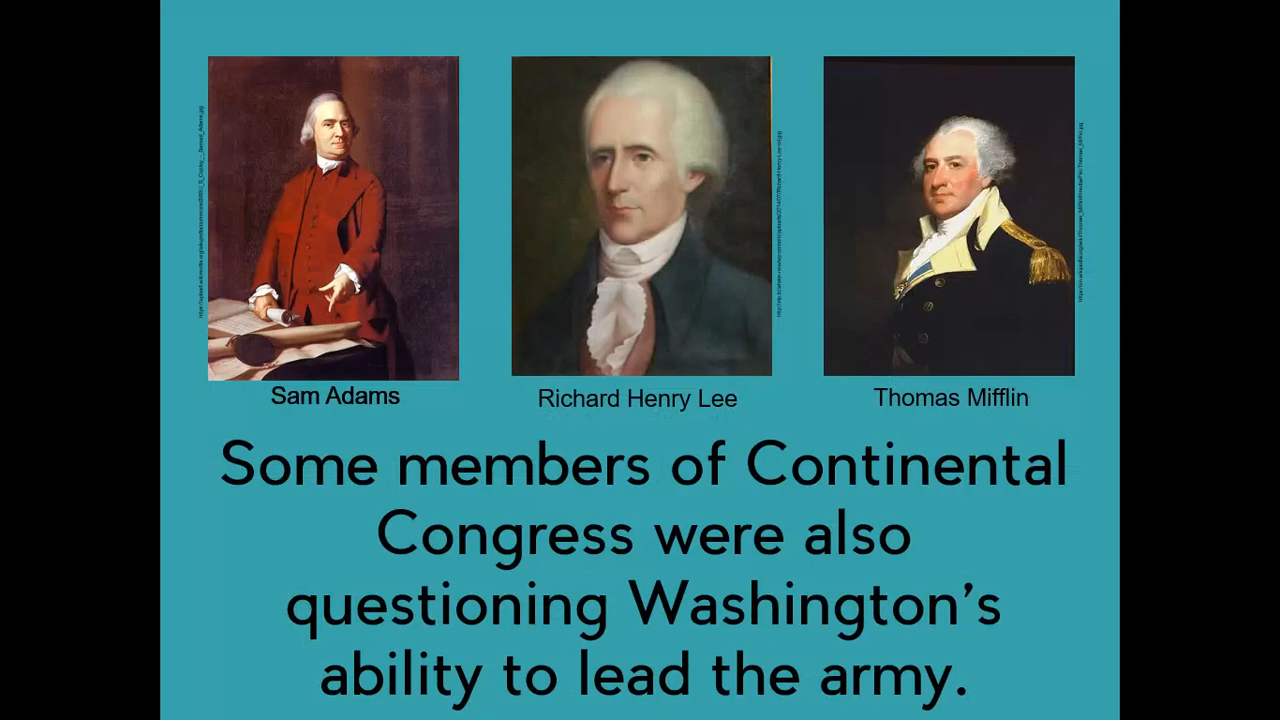 Sam Adams
Richard Henry Lee
Thomas Mifflin
Some members of Continental
Congress were also
questioning Washington's
ability to lead the army.